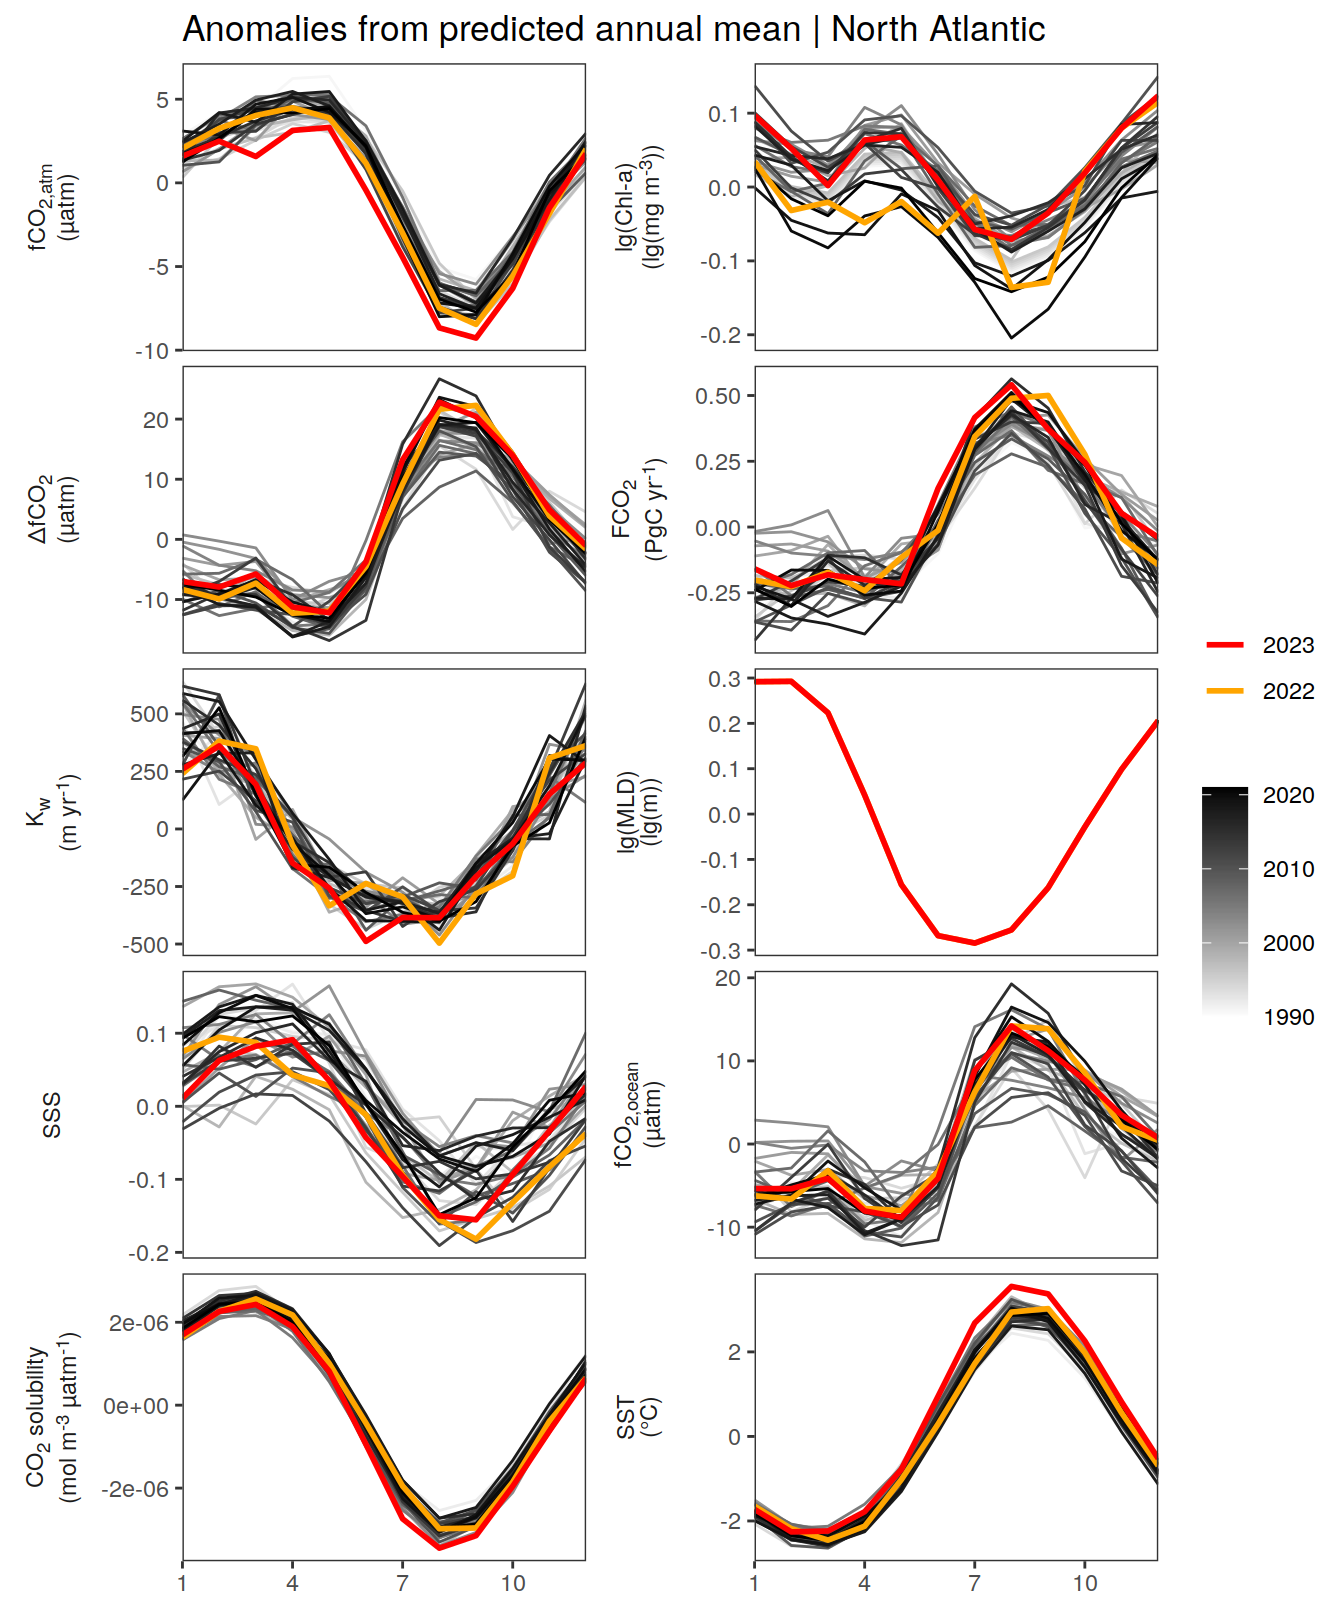 Anomalies from predicted annual mean | North Atlantic
fCO2,atm
(µatm)
5
0
-5
-10
lg(Chl-a)
(lg(mg m-3))
0.1
0.0
-0.1
-0.2
ΔfCO2
(µatm)
20
10
0
-10
FCO2
(PgC yr-1)
0.50
0.25
0.00
-0.25
Kw
(m yr-1)
500
250
0
-250
-500
lg(MLD)
(lg(m))
0.3
0.2
0.1
0.0
-0.1
-0.2
-0.3
SSS
0.1
0.0
-0.1
-0.2
fCO2,ocean
(µatm)
20
10
0
-10
CO2 solubility
(mol m-3 µatm-1)
2e-06
0e+00
-2e-06
1 4 7 10
SST
(°C)
2
0
-2
1 4 7 10
2023
2022
2020
2010
2000
1990